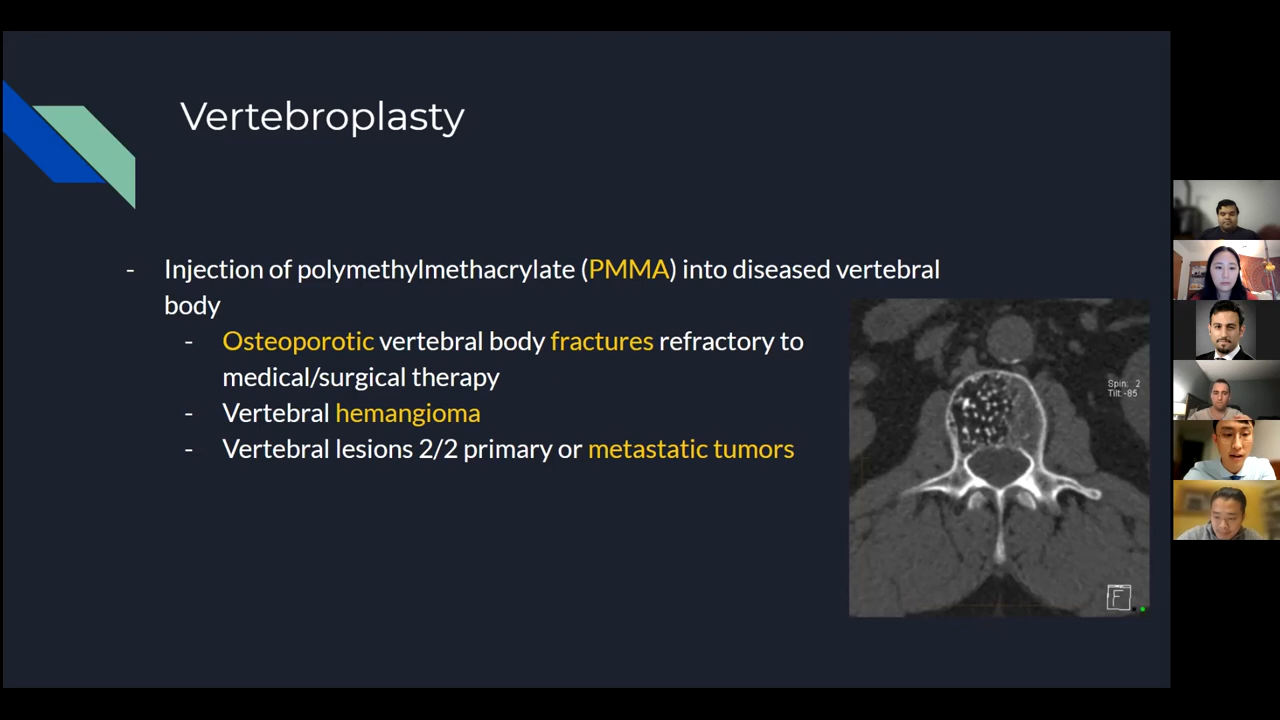 Vertebroplasty
- Injection of polymethylmethacrylate (PMMA) into diseased vertebral
body
- Osteoporotic vertebral body fractures refractory to
medical/surgical therapy
- Vertebral hemangioma
- Vertebral lesions 2/2 primary or metastatic tumors
Spin: 2
Tilt: -85
F